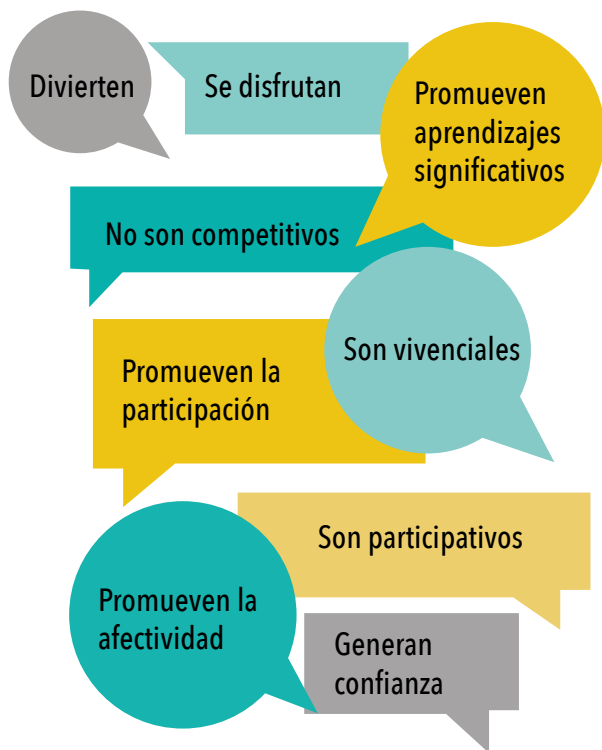 Divierten
Se disfrutan
Promueven
aprendizajes
significativos
No son competitivos
Son vivenciales
Promueven la
participación
Son participativos
Promueven la
afectividad
Generan
confianza